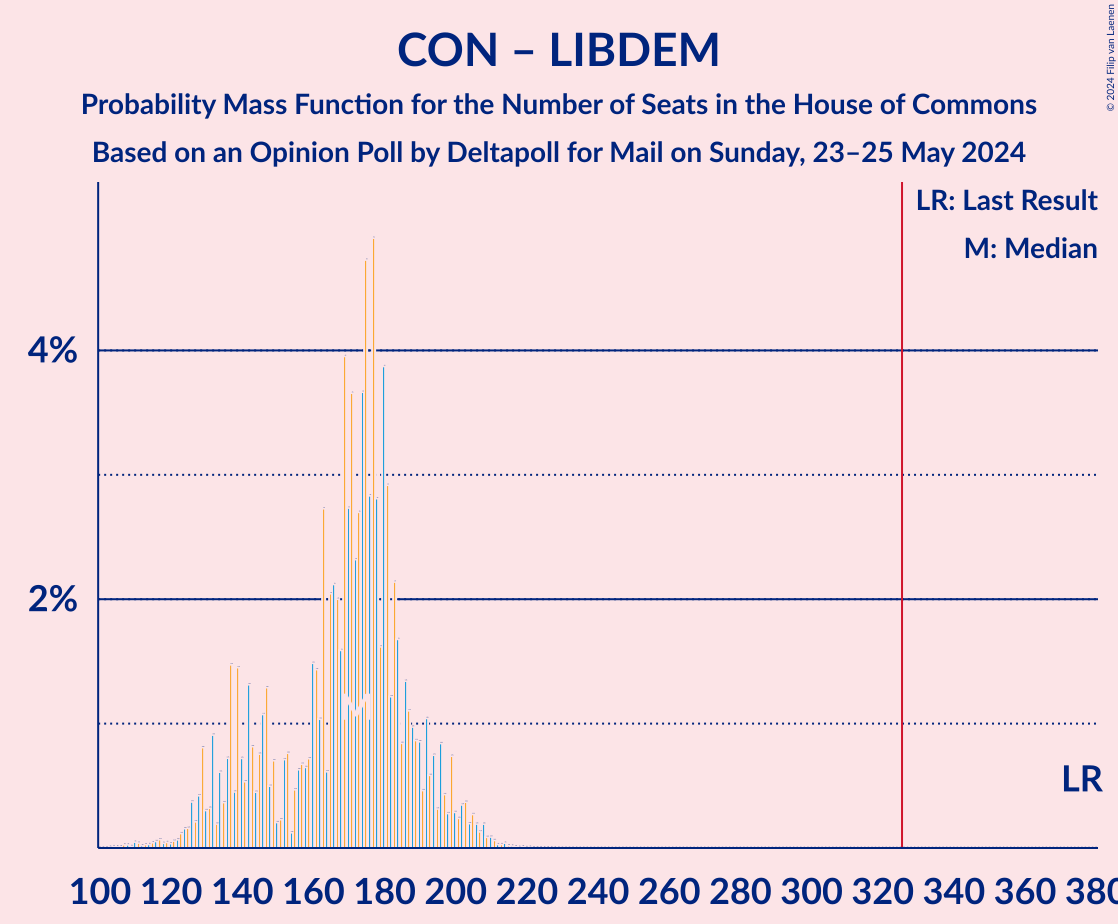 CON – LIBDEM
Probability Mass Function for the Number of Seats in the House of Commons
Based on an Opinion Poll by Deltapoll for Mail on Sunday, 23–25 May 2024
© 2024 Filip van Laenen
LR: Last Result
M: Median
4%
2%
M
LR
100 120 140 160 180 200 220 240 260 280 300 320 340 360 380